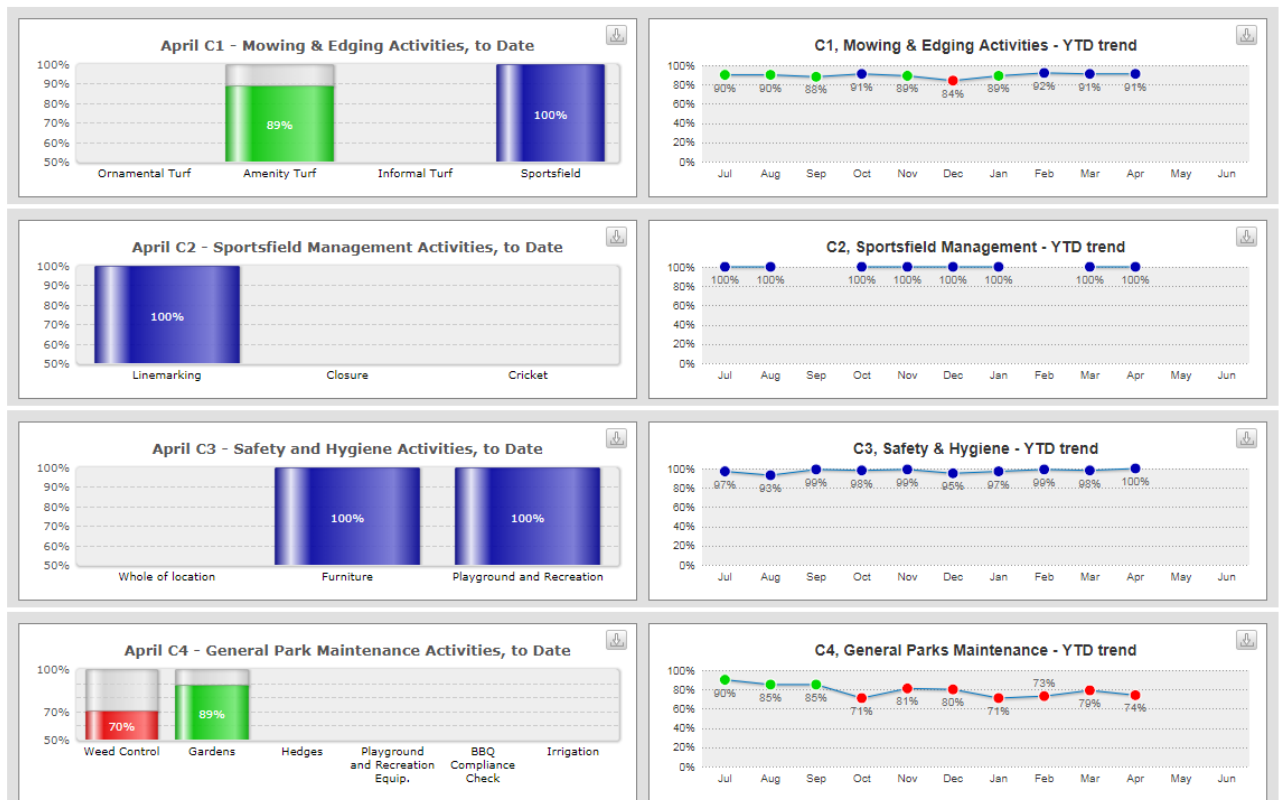 April C1 - Mowing & Edging Activities, to Date
100%
90%
80%
70%
60%
50%
89%
100%
Ornamental Turf Amenity Turf Informal Turf Sportsfield
C1, Mowing & Edging Activities - YTD trend
100%
80%
60%
40%
20%
0%
90% 90% 88% 91% 89% 84% 89% 92% 91% 91%
Jul Aug Sep Oct Nov Dec Jan Feb Mar Apr May Jun
April C2 - Sportsfield Management Activities, to Date
100%
90%
80%
70%
60%
50%
100%
Linemarking Closure Cricket
C2, Sportsfield Management - YTD trend
100%
80%
60%
40%
20%
0%
100% 100% 100% 100% 100% 100% 100% 100%
Jul Aug Sep Oct Nov Dec Jan Feb Mar Apr May Jun
April C3 - Safety and Hygiene Activities, to Date
100%
90%
80%
70%
60%
50%
100% 100%
Whole of location Furniture Playground and Recreation
C3, Safety & Hygiene - YTD trend
100%
80%
60%
40%
20%
0%
97% 93% 99% 98% 99% 95% 97% 99% 98% 100%
Jul Aug Sep Oct Nov Dec Jan Feb Mar Apr May Jun
April C4 - General Park Maintenance Activities, to Date
100%
70%
50%
70% 89%
Weed Control Gardens Hedges Playground BBQ Irrigation
and Recreation Compliance
Equip. Check
C4, General Parks Maintenance - YTD trend
100%
80%
60%
40%
20%
0%
90% 85% 85% 71% 81% 80% 71% 73% 79% 74%
Jul Aug Sep Oct Nov Dec Jan Feb Mar Apr May Jun